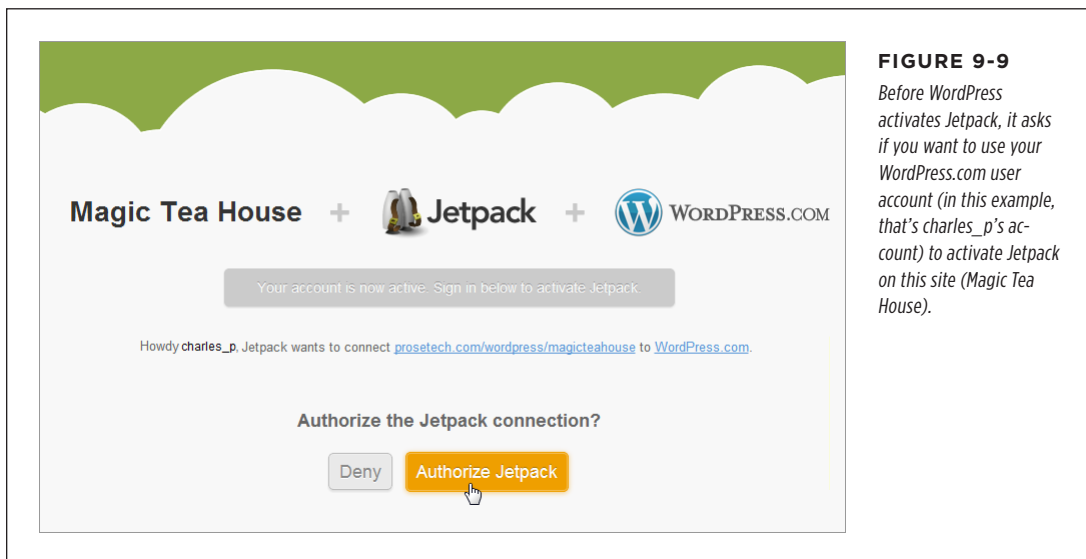 Magic Tea House + Jetpack + WORDPRESS.COM
Your account is now active. Sign in below to activate Jetpack.
Howdy charles_p, Jetpack wants to connect prosetech.com/wordpress/magicteahouse to WordPress.com.
Authorize the Jetpack connection?
Deny Authorize Jetpack
FIGURE 9-9
Before WordPress
activates Jetpack, it asks
if you want to use your
WordPress.com user
account (in this example,
that's charles_p's ac-
count) to activate Jetpack
on this site (Magic Tea
House).